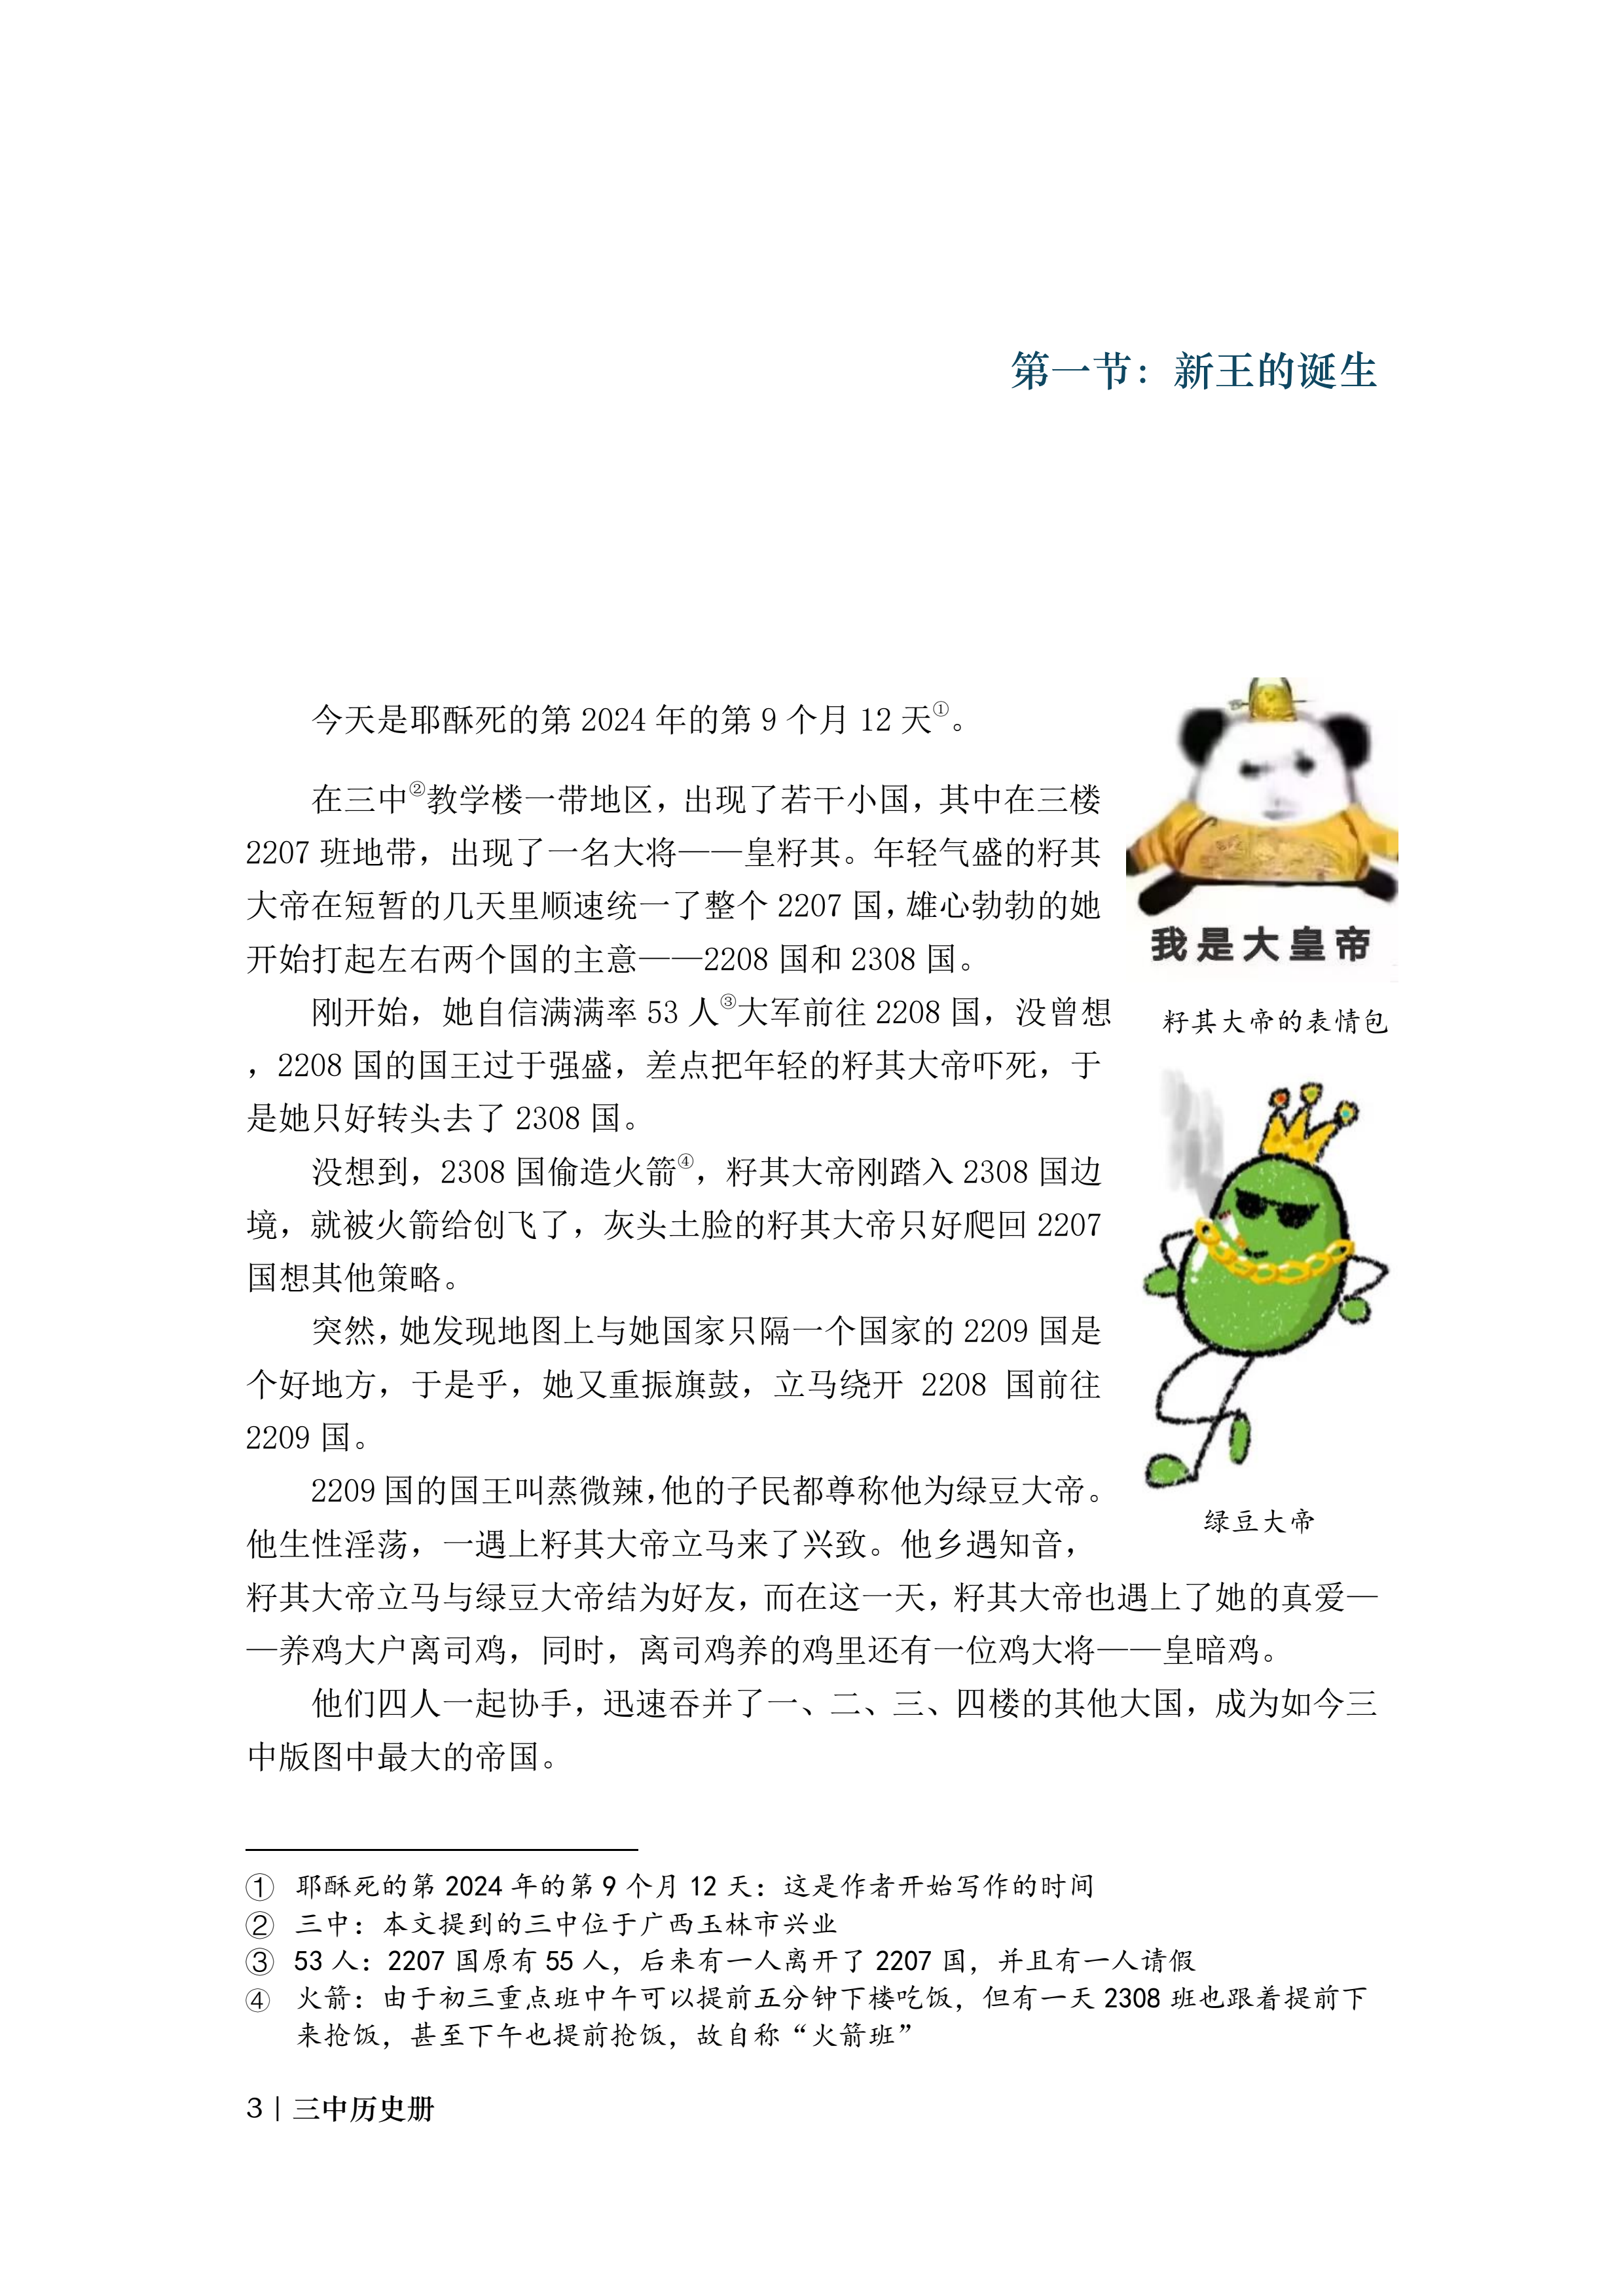 第一节：新王的诞生
今天是耶酥死的第 2024 年的第 9 个月 12 天①。
在三中②教学楼一带地区，出现了若干小国，其中在三楼
2207 班地带，出现了一名大将——皇籽其。年轻气盛的籽其
大帝在短暂的几天里顺速统一了整个 2207 国，雄心勃勃的她
开始打起左右两个国的主意——2208 国和 2308 国。
刚开始，她自信满满率 53 人③大军前往 2208 国，没曾想
，2208 国的国王过于强盛，差点把年轻的籽其大帝吓死，于
是她只好转头去了 2308 国。
没想到，2308 国偷造火箭④，籽其大帝刚踏入 2308 国边
境，就被火箭给创飞了，灰头土脸的籽其大帝只好爬回 2207
国想其他策略。
突然，她发现地图上与她国家只隔一个国家的 2209 国是
个好地方，于是乎，她又重振旗鼓，立马绕开 2208 国前往
2209 国。
2209 国的国王叫蒸微辣，他的子民都尊称他为绿豆大帝。
他生性淫荡，一遇上籽其大帝立马来了兴致。他乡遇知音，
籽其大帝立马与绿豆大帝结为好友，而在这一天，籽其大帝也遇上了她的真爱—
—养鸡大户离司鸡，同时，离司鸡养的鸡里还有一位鸡大将——皇暗鸡。
他们四人一起协手，迅速吞并了一、二、三、四楼的其他大国，成为如今三
中版图中最大的帝国。
我是大皇帝
籽其大帝的表情包
绿豆大帝
① 耶酥死的第 2024 年的第 9 个月 12 天：这是作者开始写作的时间
② 三中：本文提到的三中位于广西玉林市兴业
③ 53 人：2207 国原有 55 人，后来有一人离开了 2207 国，并且有一人请假
④ 火箭：由于初三重点班中午可以提前五分钟下楼吃饭，但有一天 2308 班也跟着提前下
来抢饭，甚至下午也提前抢饭，故自称“火箭班”
3 | 三中历史册